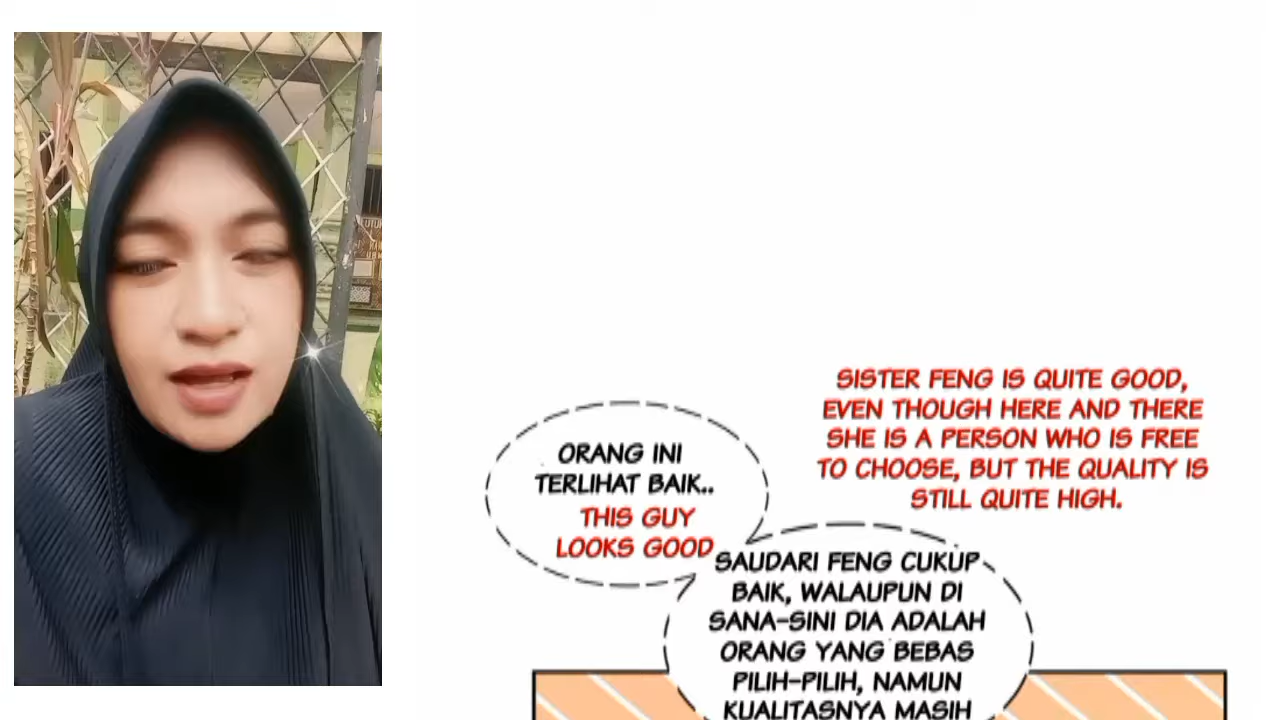 ORANG INI
TERLIHAT BAIK..
THIS GUY
LOOKS GOOD
SISTER FENG IS QUITE GOOD,
EVEN THOUGH HERE AND THERE
SHE IS A PERSON WHO IS FREE
TO CHOOSE, BUT THE QUALITY IS
STILL QUITE HIGH.
SAUDARI FENG CUKUP
BAIK, WALAUPUN DI
SANA-SINI DIA ADALAH
ORANG YANG BEBAS
PILIH-PILIH, NAMUN
KUALITASNYA MASIH